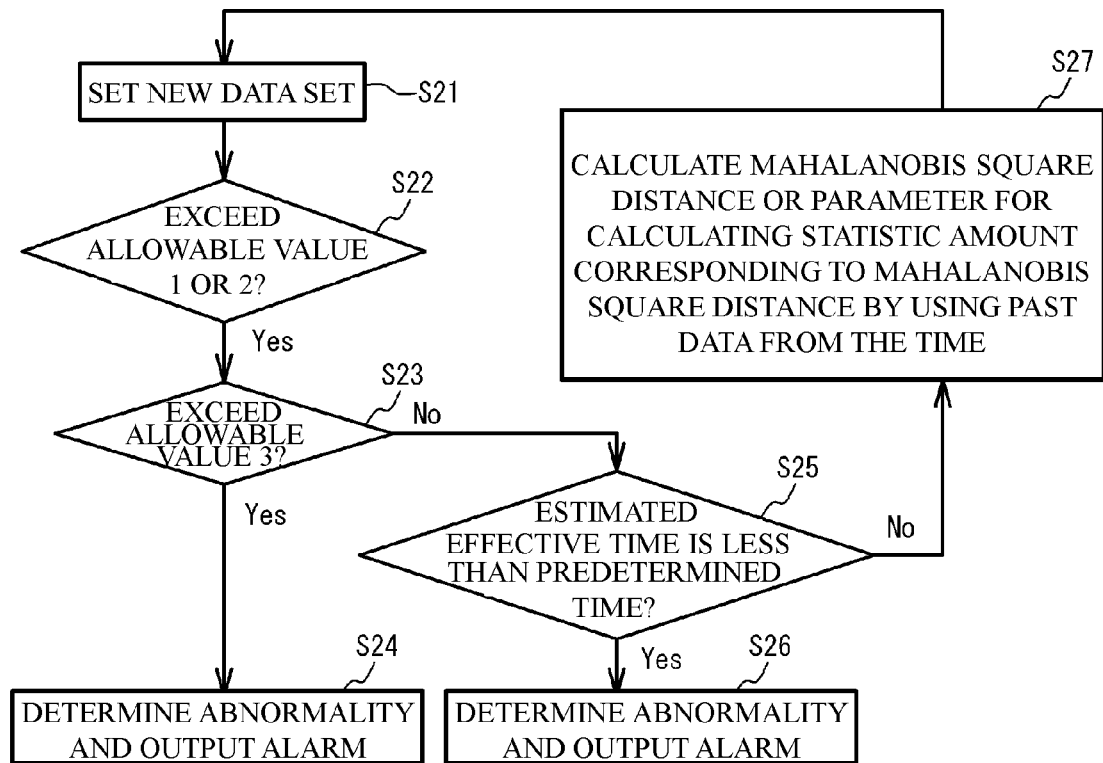 SET NEW DATA SET
S21
EXCEED
ALLOWABLE VALUE
1 OR 2?
S22
Yes
EXCEED
ALLOWABLE
VALUE 3?
S23
No
Yes
ESTIMATED
EFFECTIVE TIME IS LESS
THAN PREDETERMINED
TIME?
S25
No
Yes
CALCULATE MAHALANOBIS SQUARE
DISTANCE OR PARAMETER FOR
CALCULATING STATISTIC AMOUNT
CORRESPONDING TO MAHALANOBIS
SQUARE DISTANCE BY USING PAST
DATA FROM THE TIME
S27
DETERMINE ABNORMALITY
AND OUTPUT ALARM
S24
DETERMINE ABNORMALITY
AND OUTPUT ALARM
S26